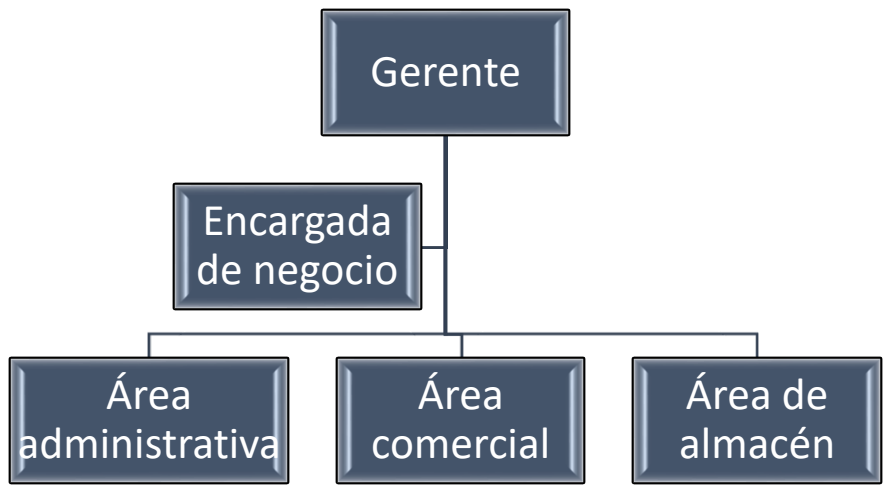 Gerente
Encargada
de negocio
Área
administrativa
Área
comercial
Área de
almacén